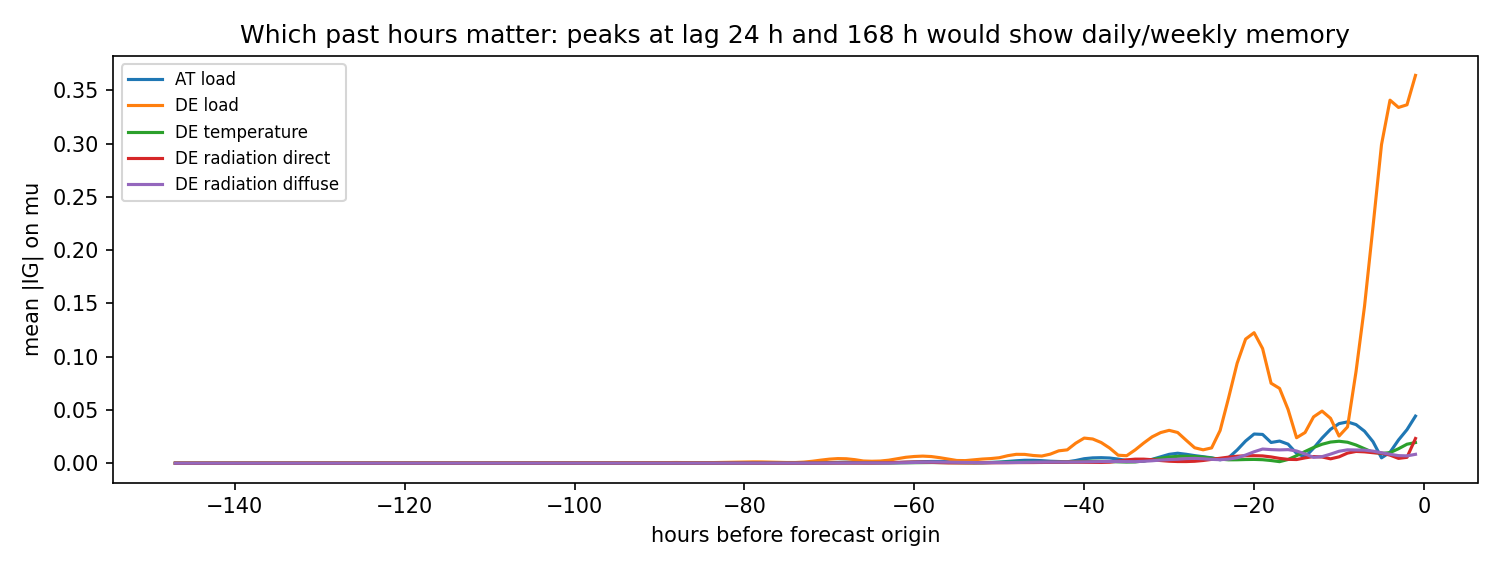 Which past hours matter: peaks at lag 24 h and 168 h would show daily/weekly memory
AT load
DE load
DE temperature
DE radiation direct
DE radiation diffuse
mean |IG| on mu
0.35
0.30
0.25
0.20
0.15
0.10
0.05
0.00
−140
−120
−100
−80
−60
−40
−20
0
hours before forecast origin